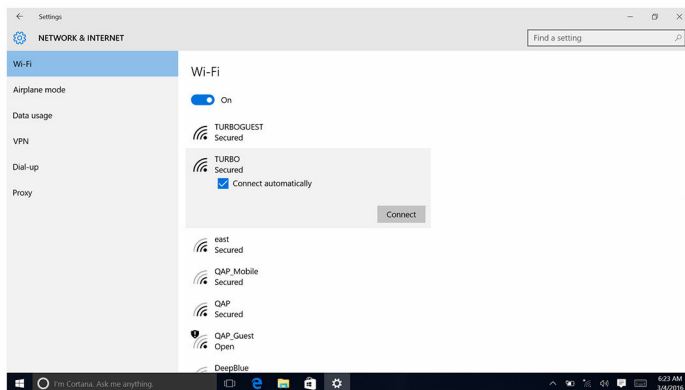 Settings
NETWORK & INTERNET
Find a setting
Wi-Fi
Airplane mode
Data usage
VPN
Dial-up
Proxy
Wi-Fi
On
TURBOGUEST
Secured
TURBO
Secured
Connect automatically
Connect
east
Secured
QAP_Mobile
Secured
QAP
Secured
QAP_Guest
Open
DeepBlue
I'm Cortana. Ask me anything.
6:23 AM
3/4/2016